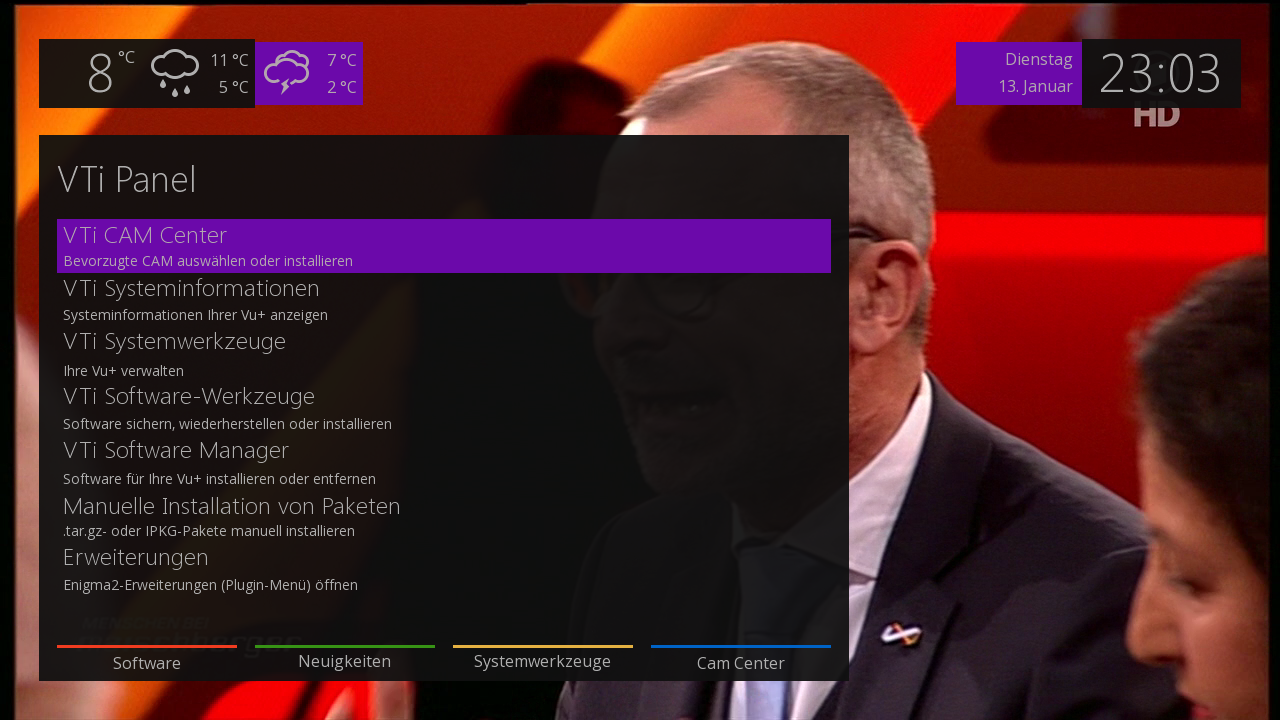 8 °C
11 °C
5 °C
7 °C
2 °C
Dienstag
13. Januar
23:03
HD
VTi Panel
VTi CAM Center
Bevorzugte CAM auswählen oder installieren
VTi Systeminformationen
Systeminformationen Ihrer Vu+ anzeigen
VTi Systemwerkzeuge
Ihre Vu+ verwalten
VTi Software-Werkzeuge
Software sichern, wiederherstellen oder installieren
VTi Software Manager
Software für Ihre Vu+ installieren oder entfernen
Manuelle Installation von Paketen
.tar.gz- oder IPKG-Pakete manuell installieren
Erweiterungen
Enigma2-Erweiterungen (Plugin-Menü) öffnen
MENSCHEN BEI
maischberger
Software
Neuigkeiten
Systemwerkzeuge
Cam Center